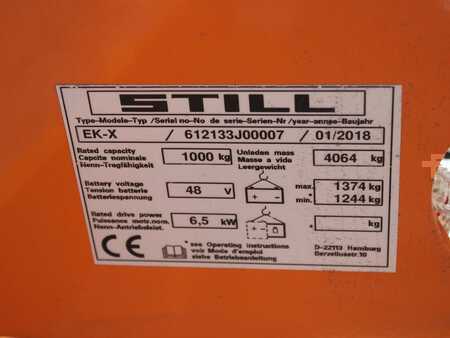 STILL
Type-Modele-Typ /Serial no-No de serie-Serien-Nr /year-annee-Baujahr
EK-X / 612133J00007 / 01/2018
Rated capacity
Capcite nominale
Nenn-Tragfähigkeit
1000 kg
Unladen mass
Masse a vida
Leergewicht
4064 kg
Battery voltage
Tension batterie
Batteriespannung
48 V
max. 1374 kg
min. 1244 kg
Rated drive power
Puissance motr.nom.
Nenn-Antriebsleist.
6,5 kW
* kg
CE
* see Operating instructions
voir Mode d'emploi
siehe Betriebsanleitung
D-22113 Hamburg
Berzeliusstr.10